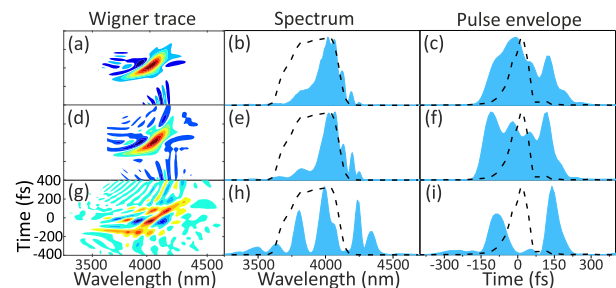 Wigner trace Spectrum Pulse envelope
(a) (b) (c)
(d) (e) (f)
(g) (h) (i)
Time (fs)
400
200
0
-200
-400
3500 4000 4500 3500 4000 4500 -300 -150 0 150 300
Wavelength (nm) Wavelength (nm) Time (fs)